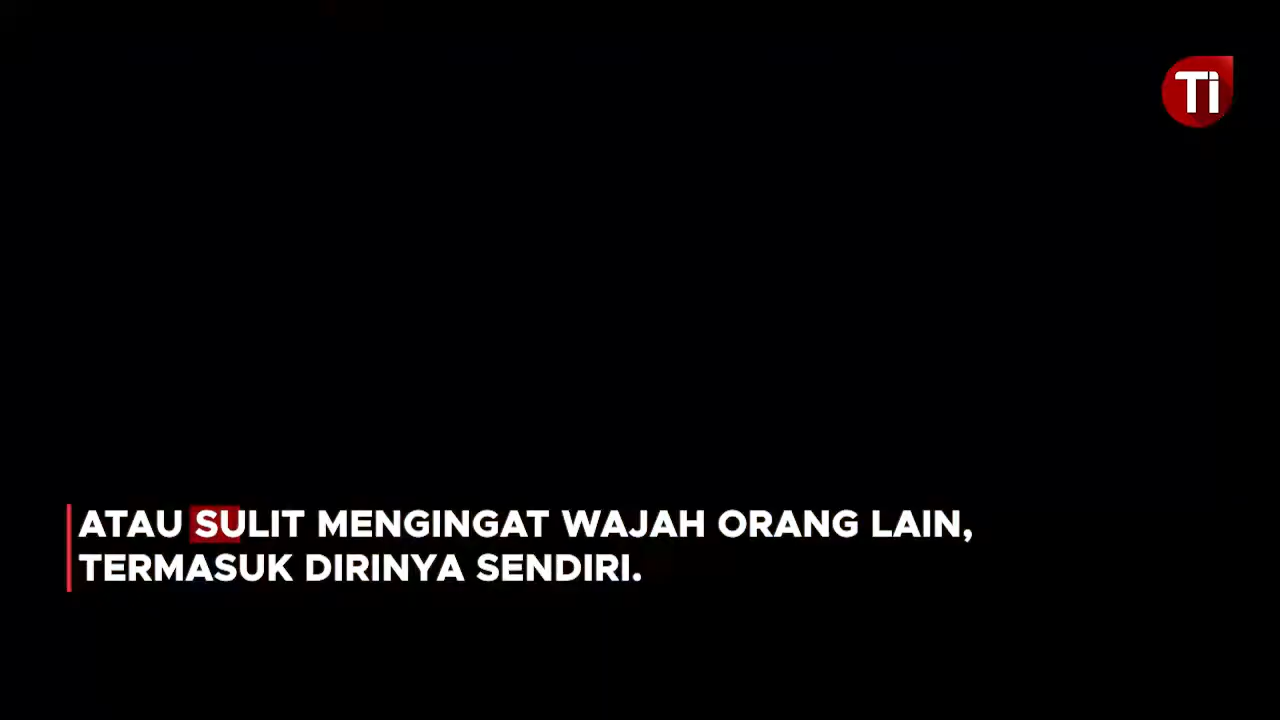 Ti
ATAU SULIT MENGINGAT WAJAH ORANG LAIN,
TERMASUK DIRINYA SENDIRI.